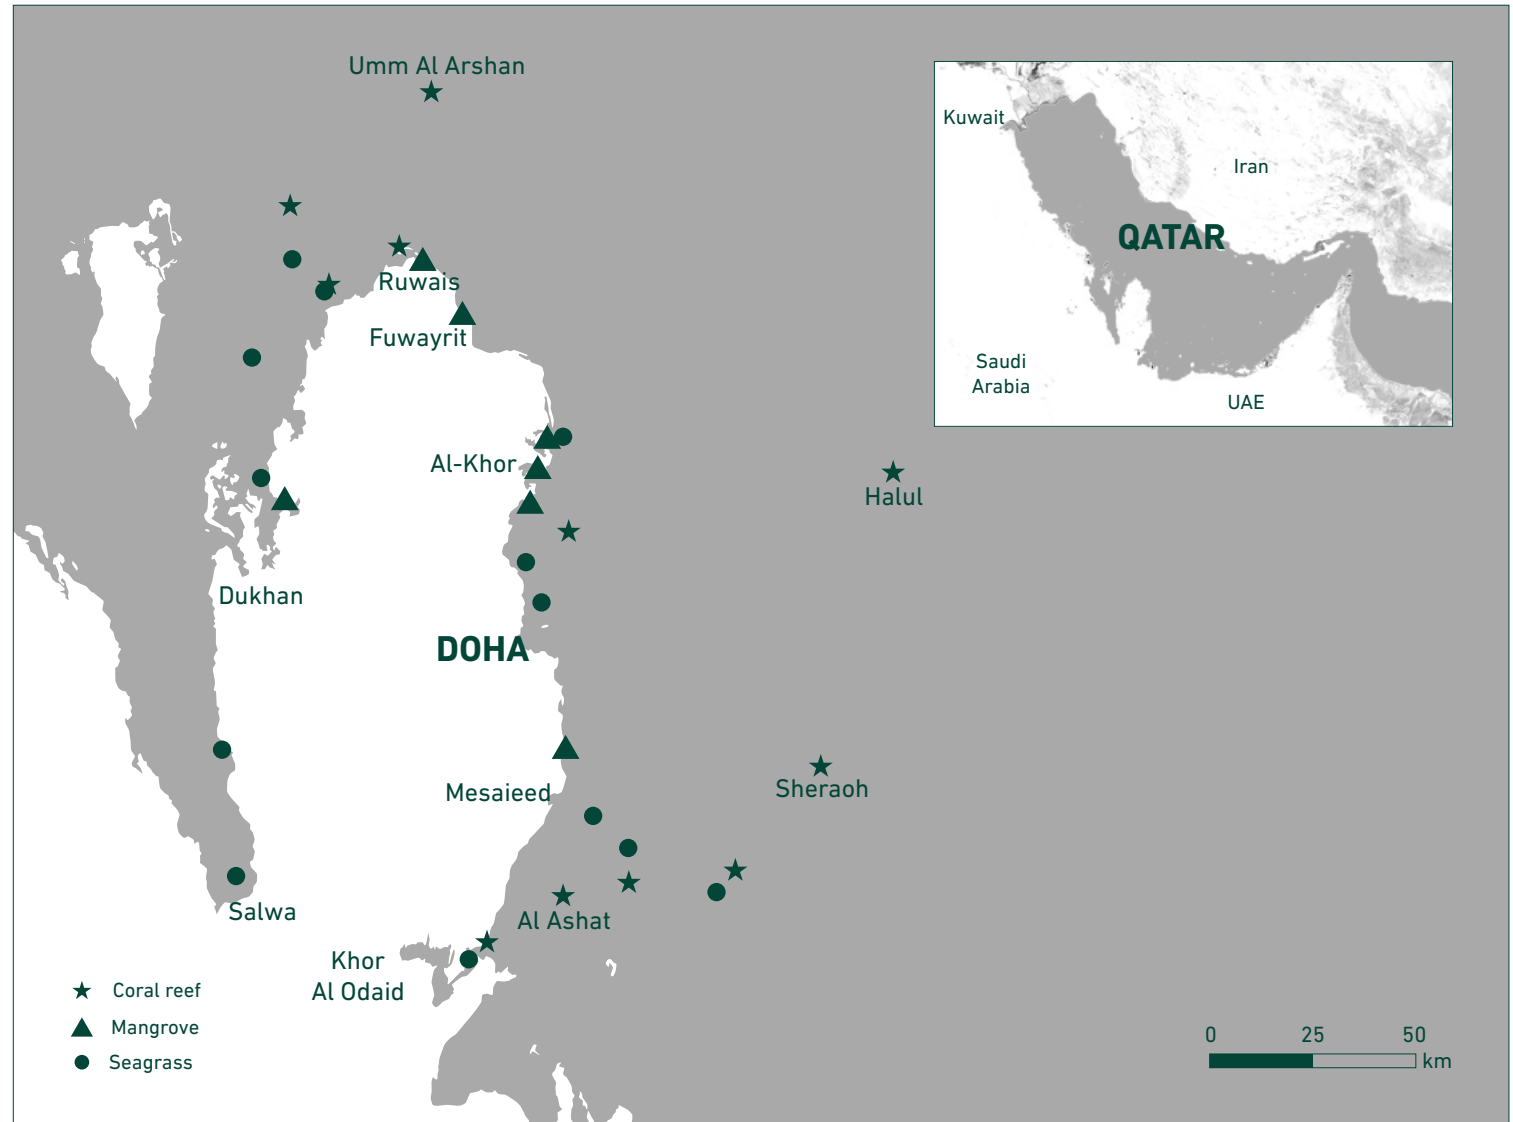 Umm Al Arshan
Kuwait
Iran
QATAR
Saudi
Arabia
UAE
Ruwais
Fuwayrit
Al-Khor
Halul
Dukhan
DOHA
Mesaieed
Sheraoh
Salwa
Al Ashat
Khor
Al Odaid
Coral reef
Mangrove
Seagrass
0 25 50
km